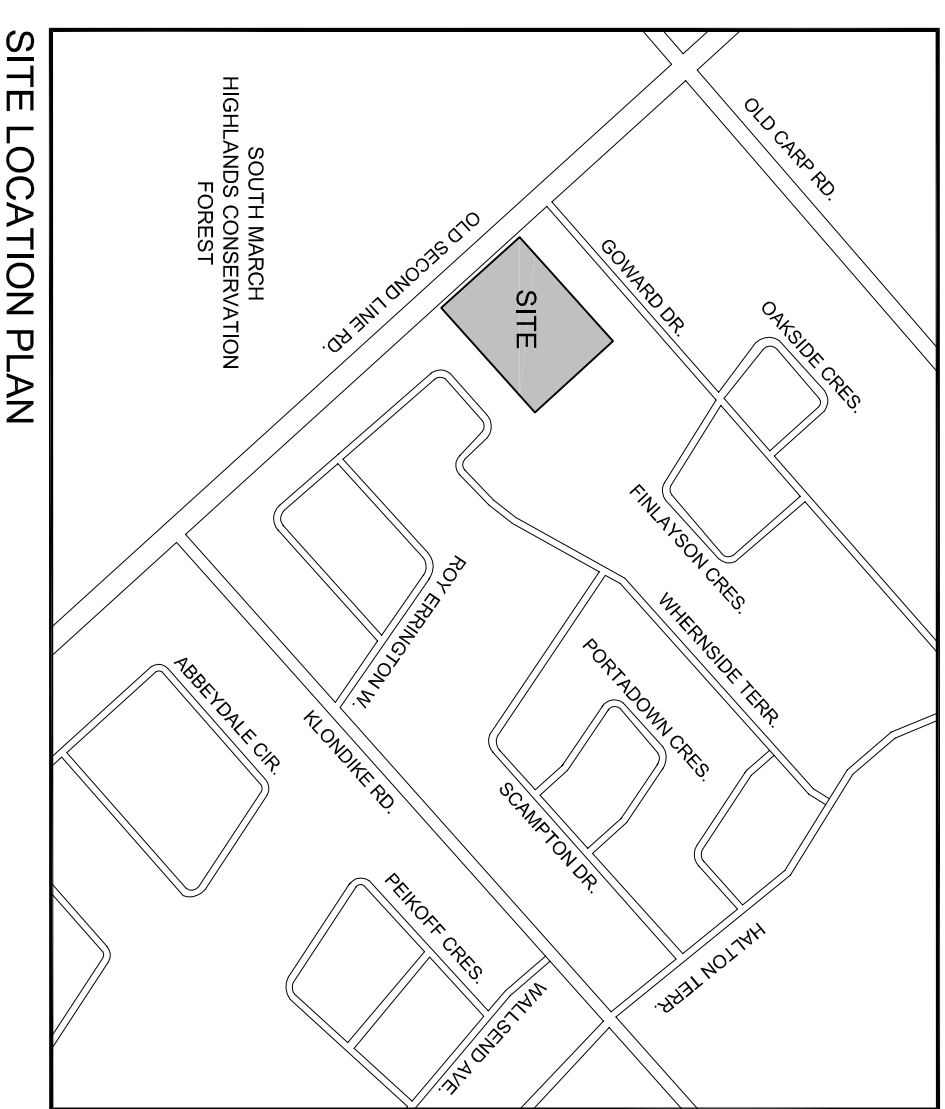 SITE LOCATION PLAN
OLD CARP RD.
OAKSIDE CRES.
GOWARD DR.
FINLAYSON CRES.
WHERNSIDE TERR.
PORTADOWN CRES.
HALTON TERR.
SCAMPTON DR.
SITE
OLD SECOND LINE RD.
SOUTH MARCH
HIGHLANDS CONSERVATION
FOREST
ROY ERRINGTON W.
KLONDIKE RD.
ABBEYDALE CIR.
PEIKOFF CRES.
WALLSEND AVE.